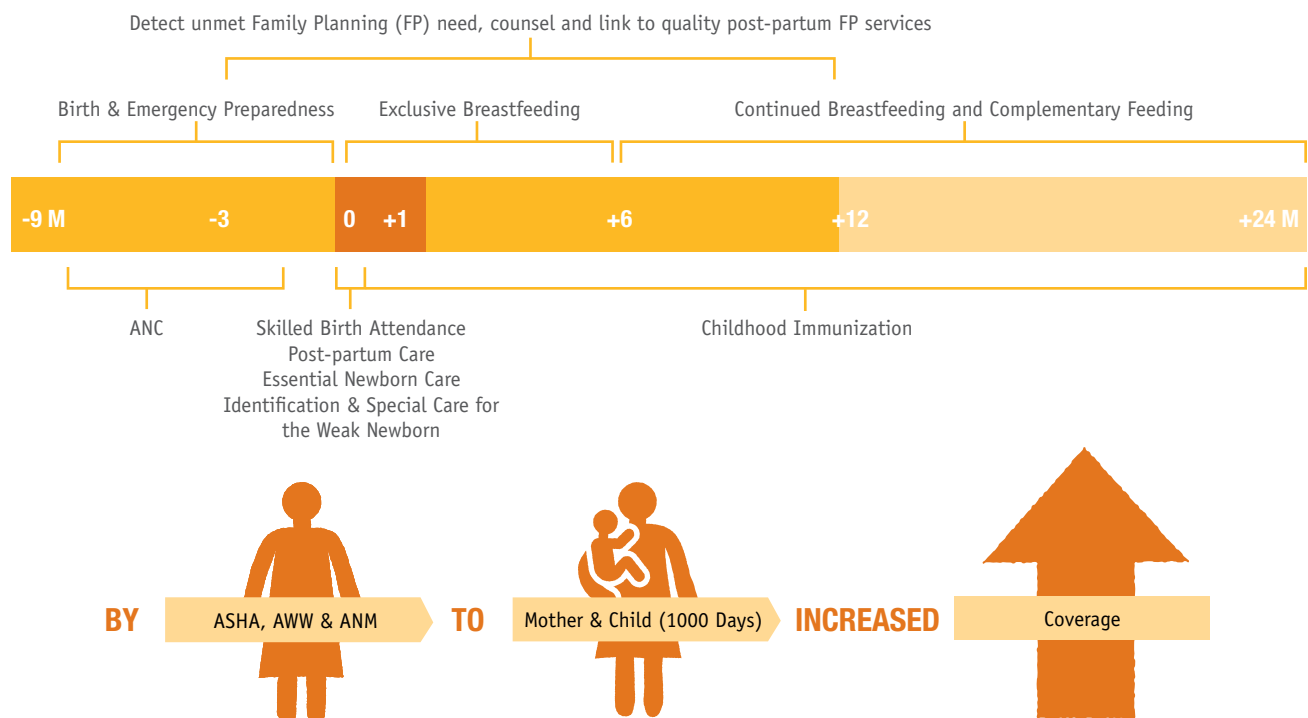 Detect unmet Family Planning (FP) need, counsel and link to quality post-partum FP services
Birth & Emergency Preparedness
Exclusive Breastfeeding
Continued Breastfeeding and Complementary Feeding
-9 M
-3
0
+1
+6
+12
+24 M
ANC
Skilled Birth Attendance
Post-partum Care
Essential Newborn Care
Identification & Special Care for
the Weak Newborn
Childhood Immunization
BY
ASHA, AWW & ANM
TO
Mother & Child (1000 Days)
INCREASED
Coverage